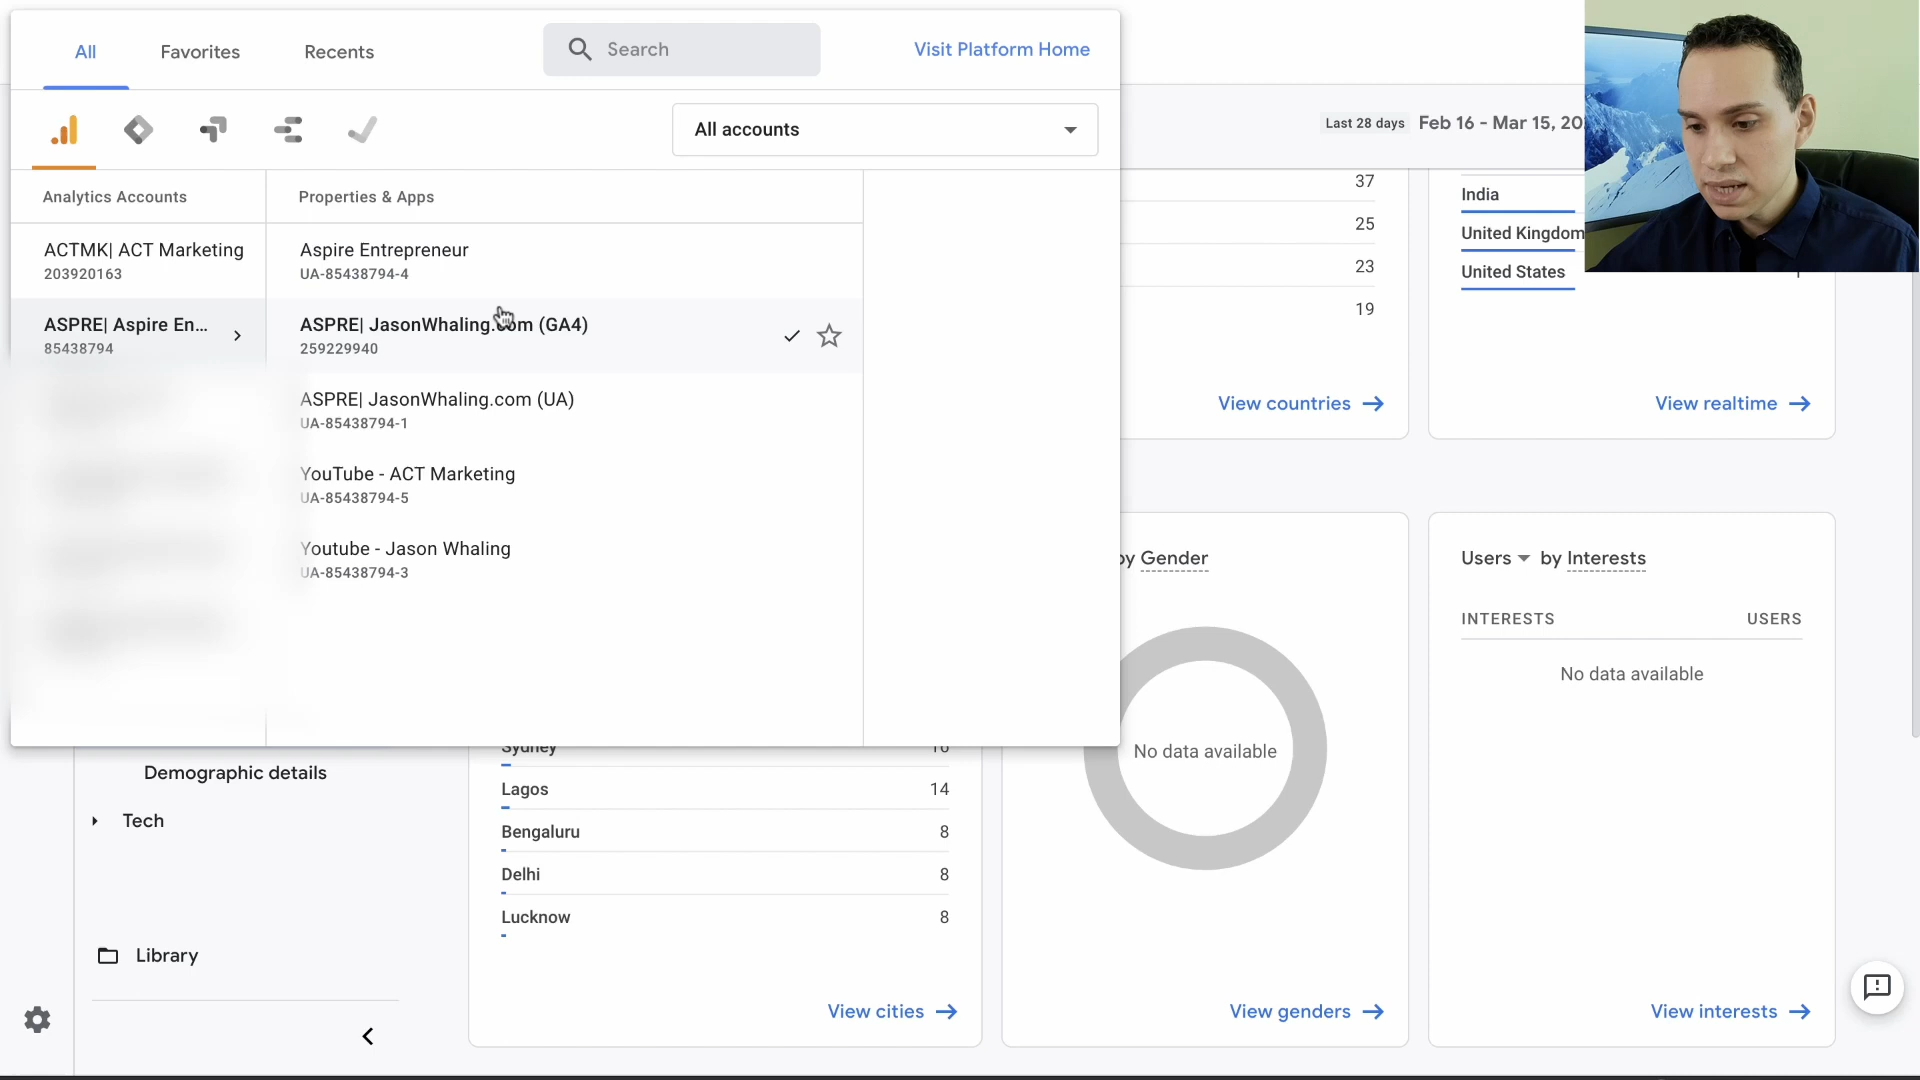 All
Favorites
Recents
Search
Visit Platform Home
All accounts
Last 28 days
Feb 16 - Mar 15, 20
Analytics Accounts
Properties & Apps
ACTMK| ACT Marketing
203920163
ASPRE| Aspire En...
85438794
Aspire Entrepreneur
UA-85438794-4
ASPRE| JasonWhaling.com (GA4)
259229940
ASPRE| JasonWhaling.com (UA)
UA-85438794-1
YouTube - ACT Marketing
UA-85438794-5
Youtube - Jason Whaling
UA-85438794-3
37
25
23
19
View countries
India
United Kingdom
United States
View realtime
by Gender
No data available
View genders
Users by Interests
INTERESTS USERS
No data available
View interests
Demographic details
Tech
Library
Sydney 16
Lagos 14
Bengaluru 8
Delhi 8
Lucknow 8
View cities